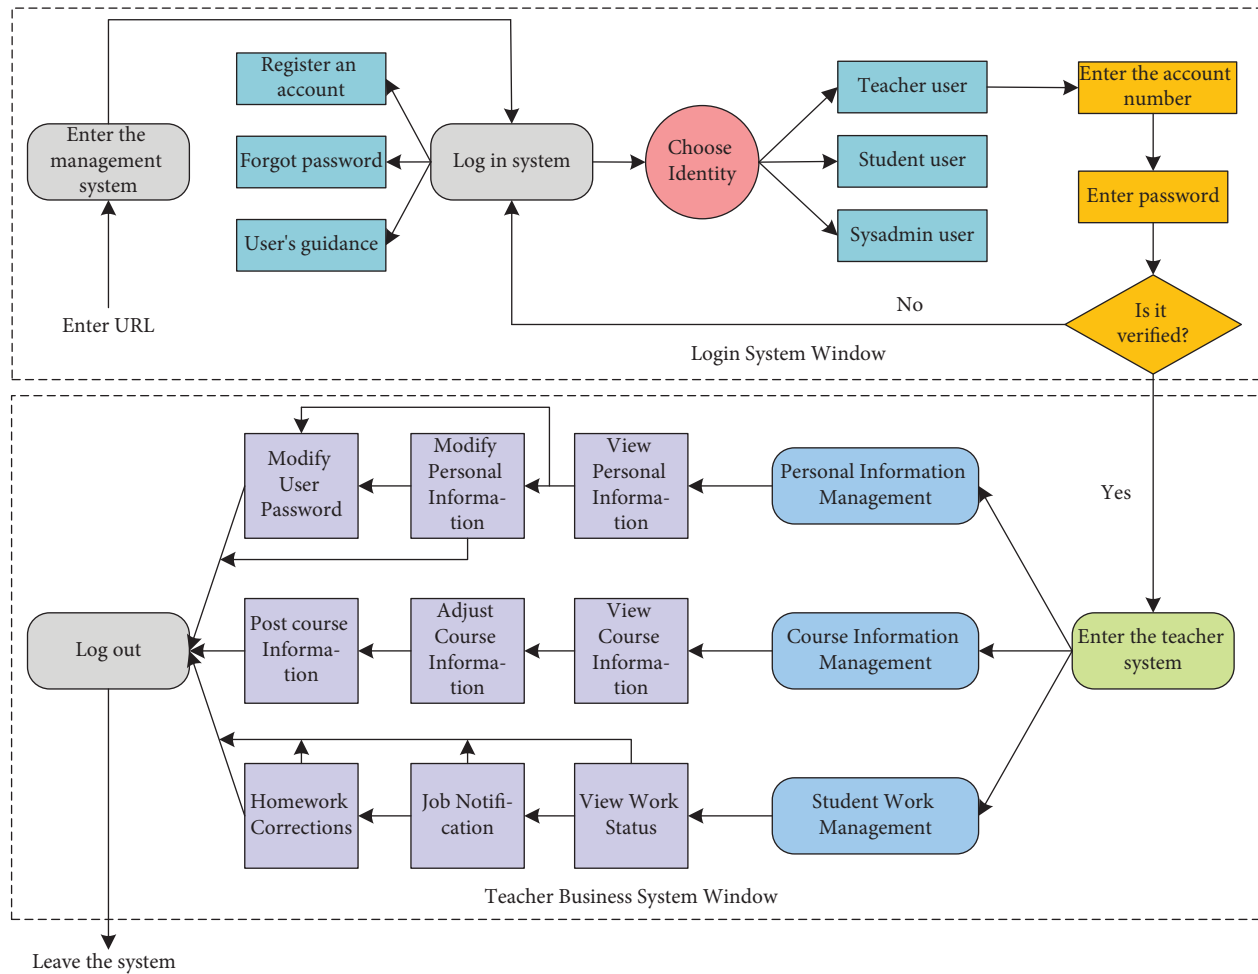 Register an
account
Enter the
management
system
Forgot password
User's guidance
Log in system
Choose
Identity
Teacher user
Student user
Sysadmin user
Enter the account
number
Enter password
Is it
verified?
No
Enter URL
Login System Window
Yes
Modify
User
Password
Modify
Personal
Informa-
tion
View
Personal
Informa-
tion
Personal Information
Management
Log out
Post course
Informa-
tion
Adjust
Course
Informa-
tion
View
Course
Informa-
tion
Course Information
Management
Enter the teacher
system
Homework
Corrections
Job Notifi-
cation
View Work
Status
Student Work
Management
Teacher Business System Window
Leave the system